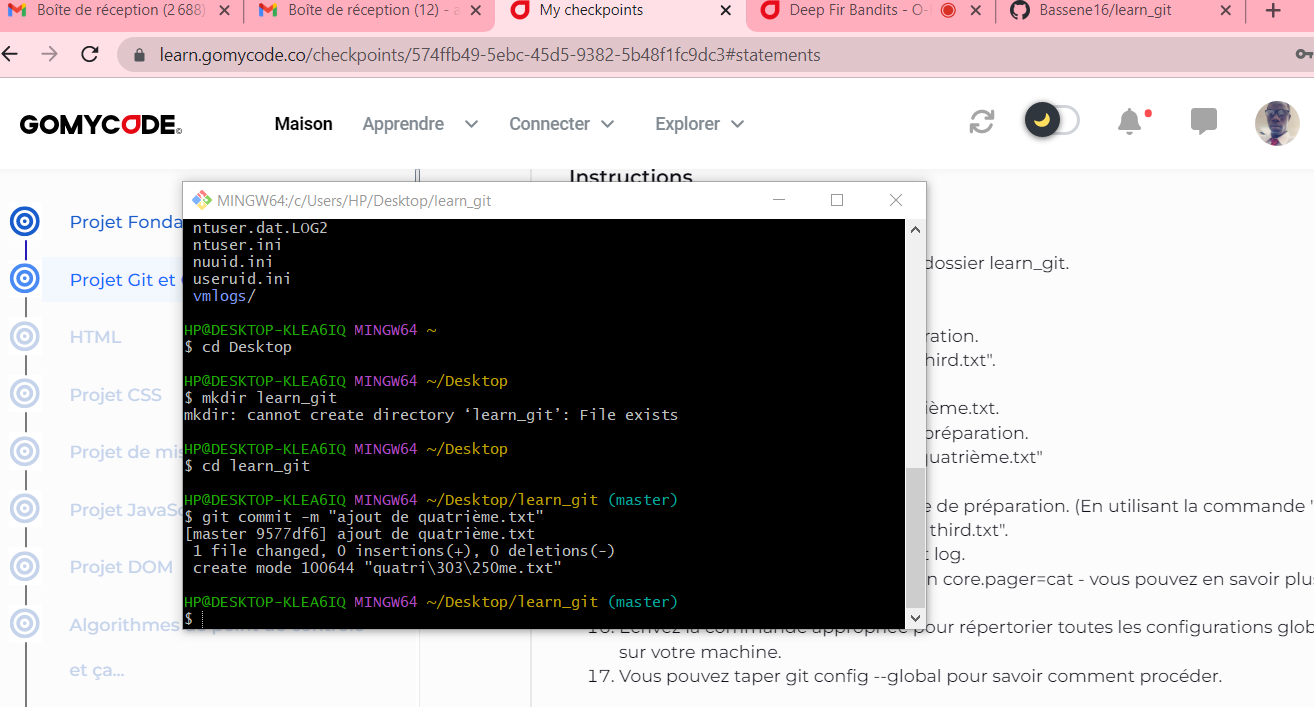 Boîte de réception (2 688)
Boîte de réception (12) - a
My checkpoints
Deep Fir Bandits - O-
Bassene16/learn_git
learn.gomycode.co/checkpoints/574ffb49-5ebc-45d5-9382-5b48f1fc9dc3#statements
GOMYCODE
Maison
Apprendre
Connecter
Explorer
Instructions
Projet Fonda
Projet Git et
HTML
Projet CSS
Projet de mis
Projet JavaSc
Projet DOM
Algorithmes de point de contrôle
et ça...
MINGW64:/c/Users/HP/Desktop/learn_git
ntuser.dat.LOG2
ntuser.ini
nuuid.ini
useruid.ini
vmlogs/
HP@DESKTOP-KLEA6IQ MINGW64 ~
$ cd Desktop
HP@DESKTOP-KLEA6IQ MINGW64 ~/Desktop
$ mkdir learn_git
mkdir: cannot create directory ‘learn_git’: File exists
HP@DESKTOP-KLEA6IQ MINGW64 ~/Desktop
$ cd learn_git
HP@DESKTOP-KLEA6IQ MINGW64 ~/Desktop/learn_git (master)
$ git commit -m "ajout de quatrième.txt"
[master 9577df6] ajout de quatrième.txt
1 file changed, 0 insertions(+), 0 deletions(-)
create mode 100644 "quatri\303\250me.txt"
HP@DESKTOP-KLEA6IQ MINGW64 ~/Desktop/learn_git (master)
$
dossier learn_git.
ration.
hird.txt".
ième.txt.
préparation.
quatrième.txt"
e de préparation. (En utilisant la commande "
third.txt".
t log.
n core.pager=cat - vous pouvez en savoir plus
16. Écrivez la commande appropriée pour répertorier toutes les configurations glob
sur votre machine.
17. Vous pouvez taper git config --global pour savoir comment procéder.